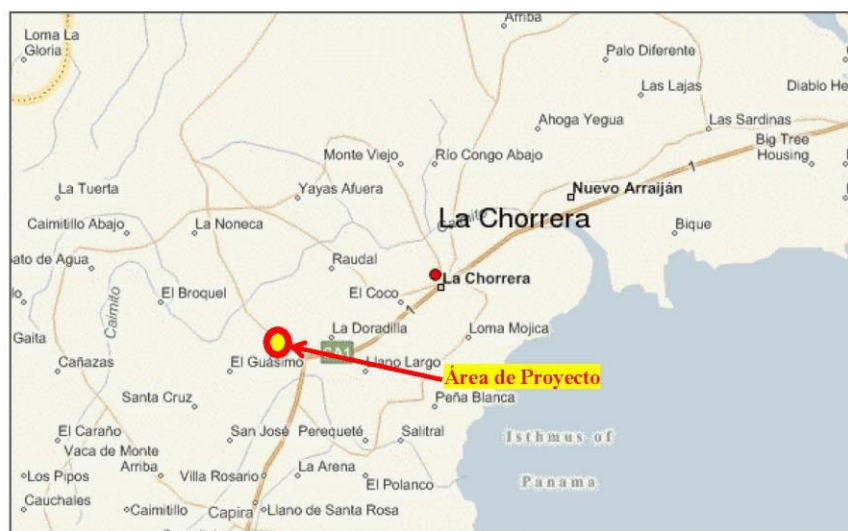 Loma La
Gloria
Arriba
Palo Diferente
Las Lajas
Diablo
Ahoga Yegua
Las Sardinas
Big Tree
Housing
1
Monte Viejo
Río Congo Abajo
La Tuerta
Yayas Afuera
Nuevo Arraiján
La Chorrera
Caimitillo Abajo
La Noneca
Bique
de Agua
Raudal
La Chorrera
El Broquel
El Coco
1
Caimito
La Doradilla
Loma Mojica
Gaita
CA1
Cañazas
El Guásimo
Llano Largo
Área de Proyecto
Santa Cruz
Peña Blanca
El Caraño
San José
Perequeté
Salitral
Isthmus of
Panama
Vaca de Monte
Arriba
Los Pipos
Villa Rosario
La Arena
El Polanco
Cauchales
Caimitillo
Capira
Llano de Santa Rosa